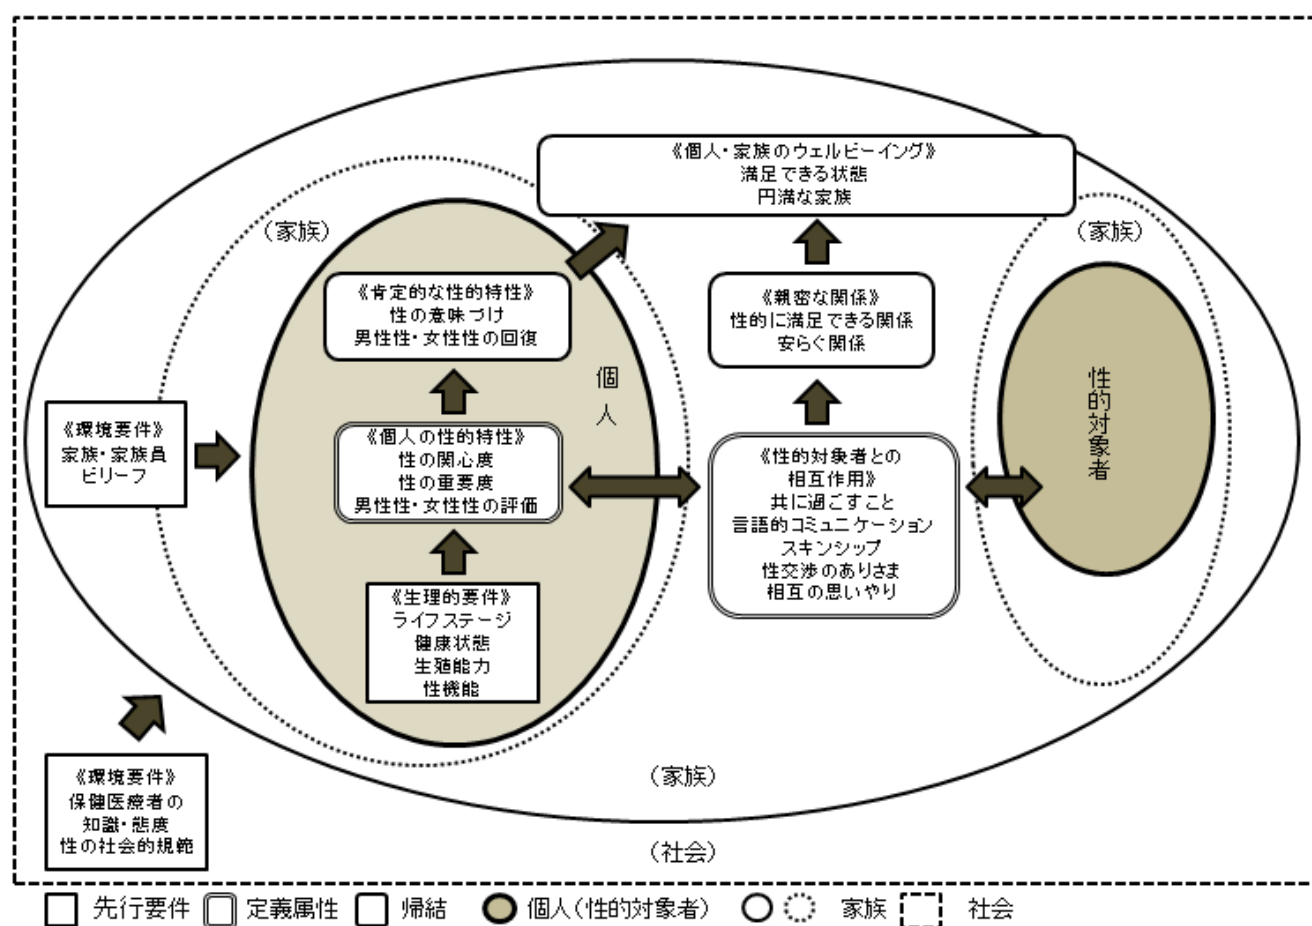 《個人・家族のウェルビーイング》
満足できる状態
円満な家族
(家族)
(家族)
《肯定的な性的特性》
性の意味づけ
男性性・女性性の回復
《親密な関係》
性的に満足できる関係
安らぐ関係
個人
性的対象者
《環境要件》
家族・家族員
ビリーフ
《個人の性的特性》
性の関心度
性の重要度
男性性・女性性の評価
《性的対象者との
相互作用》
共に過ごすこと
言語的コミュニケーション
スキンシップ
性交渉のありさま
相互の思いやり
《生理的要件》
ライフステージ
健康状態
生殖能力
性機能
《環境要件》
保健医療者の
知識・態度
性の社会的規範
(家族)
(社会)
先行要件 定義属性 帰結 個人(性的対象者) 家族 社会